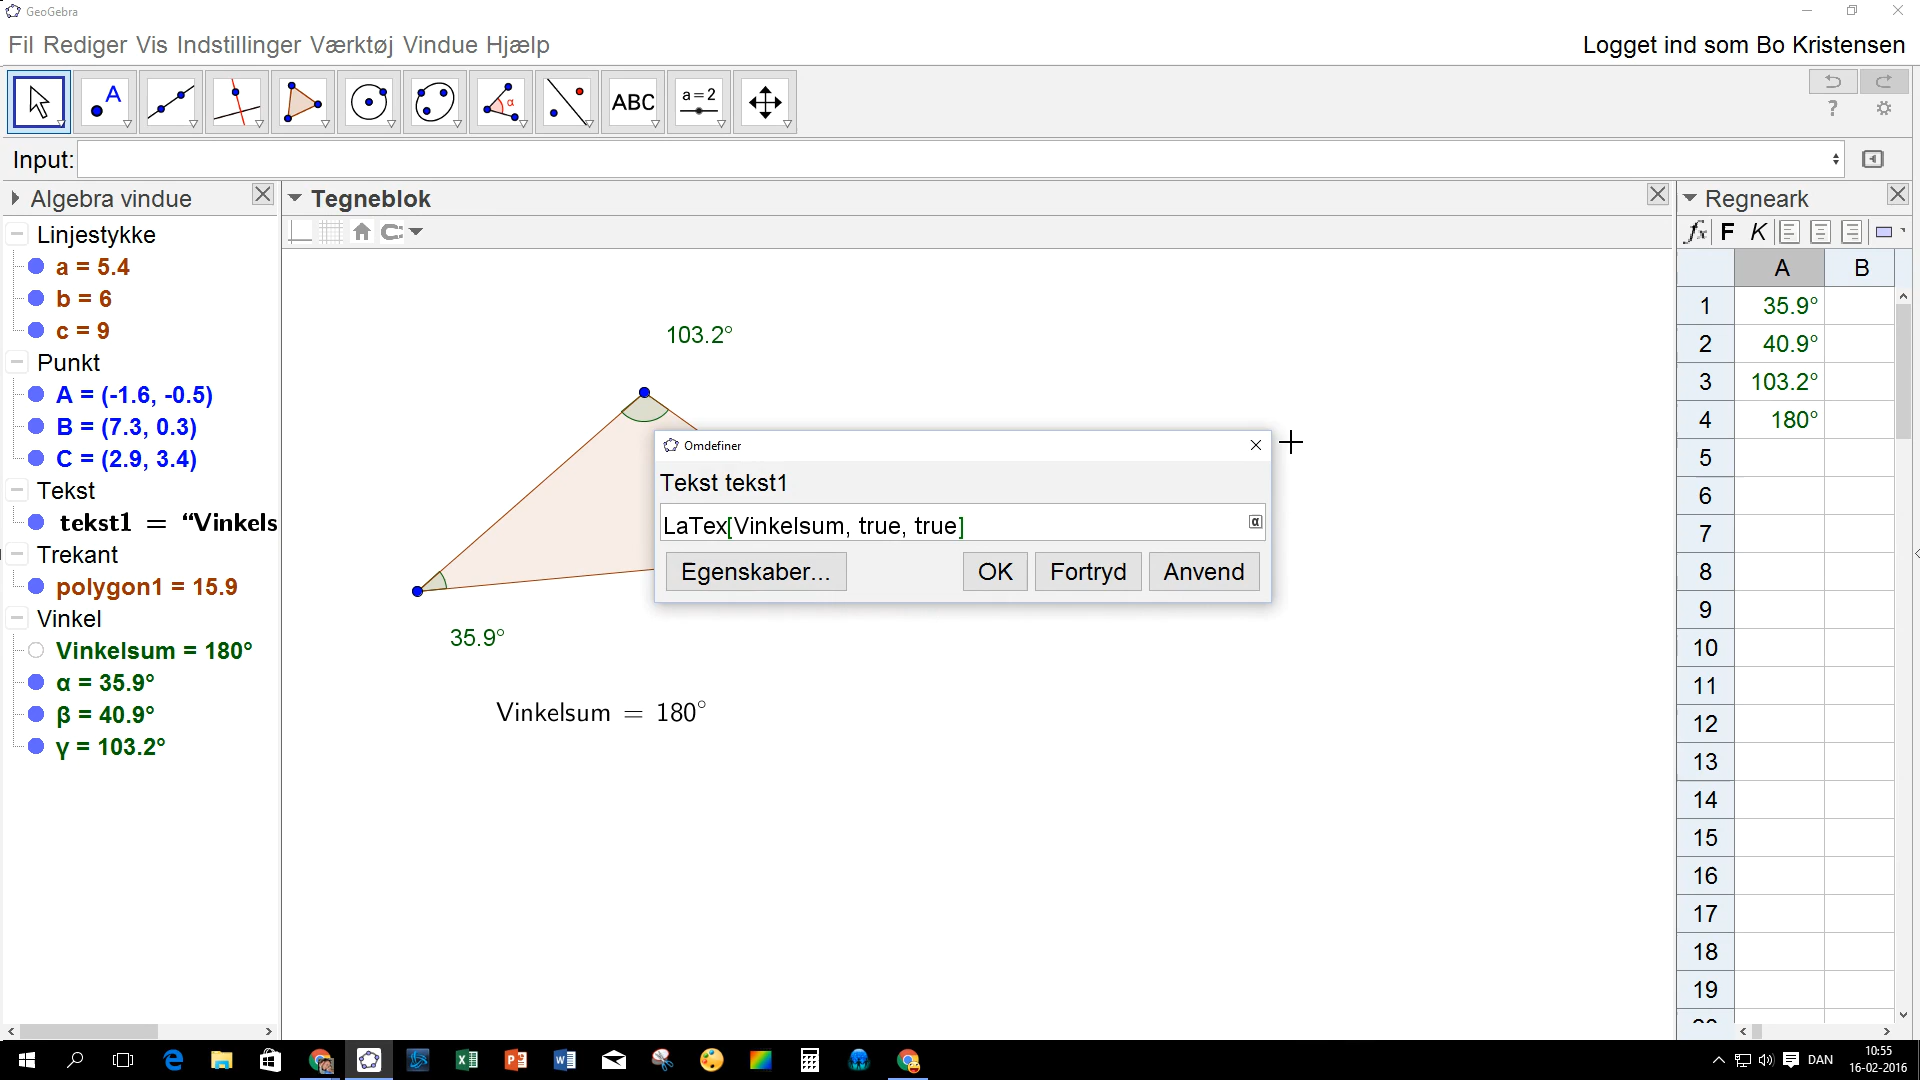 GeoGebra
Fil Rediger Vis Indstillinger Værktøj Vindue Hjælp
Logget ind som Bo Kristensen
A
α
ABC
a=2
?
Input:
Algebra vindue
Tegneblok
Regneark
Linjestykke
a = 5.4
b = 6
c = 9
Punkt
A = (-1.6, -0.5)
B = (7.3, 0.3)
C = (2.9, 3.4)
Tekst
tekst1 = “Vinkels
Trekant
polygon1 = 15.9
Vinkel
Vinkelsum = 180°
α = 35.9°
β = 40.9°
γ = 103.2°
103.2°
35.9°
Vinkelsum = 180°
Omdefiner
Tekst tekst1
LaTex[Vinkelsum, true, true]
α
Egenskaber...
OK
Fortryd
Anvend
fx F K
A B
1 35.9°
2 40.9°
3 103.2°
4 180°
5
6
7
8
9
10
11
12
13
14
15
16
17
18
19
DAN
10:55
16-02-2016